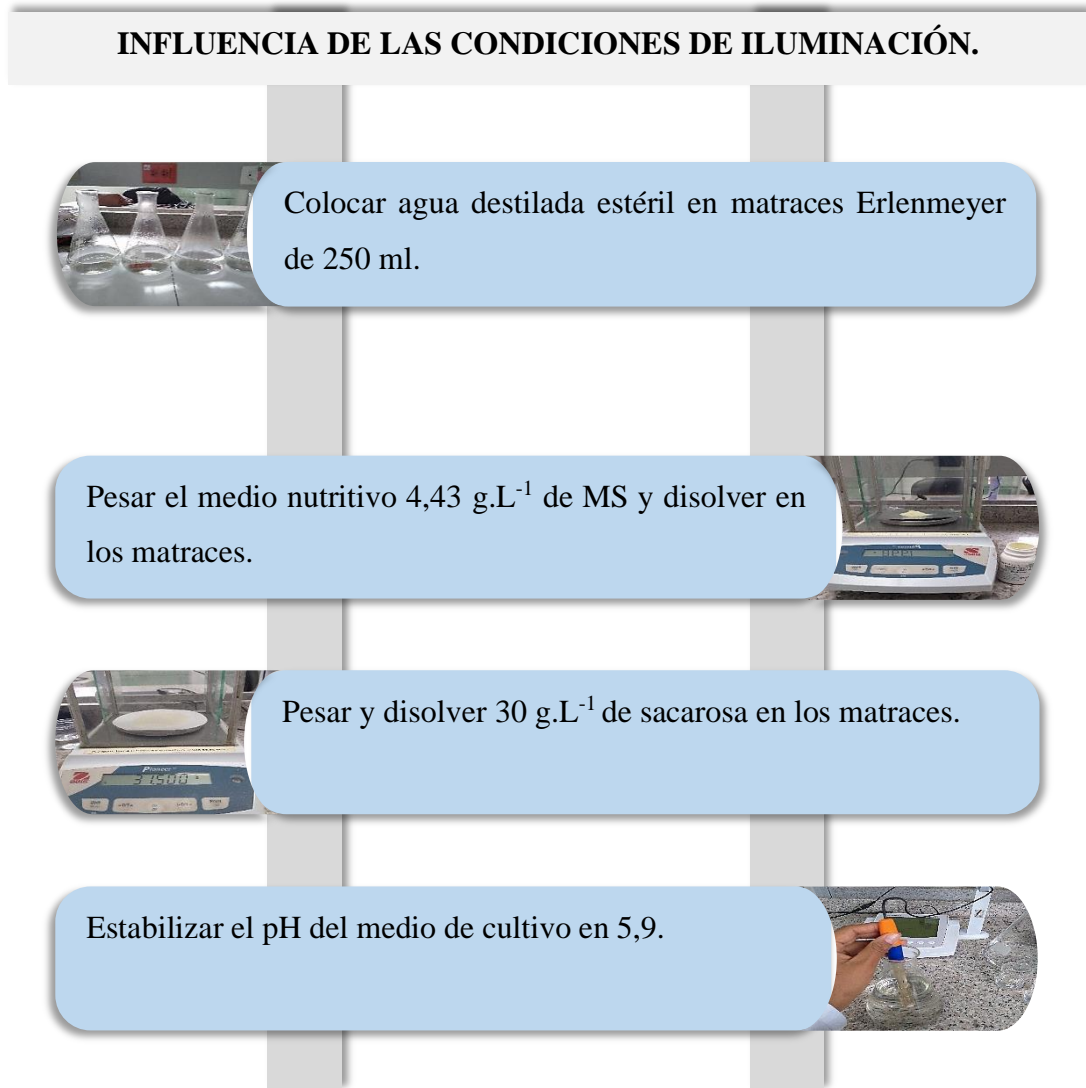 INFLUENCIA DE LAS CONDICIONES DE ILUMINACIÓN.
Colocar agua destilada estéril en matraces Erlenmeyer
de 250 ml.
Pesar el medio nutritivo 4,43 g.L⁻¹ de MS y disolver en
los matraces.
Pesar y disolver 30 g.L⁻¹ de sacarosa en los matraces.
Estabilizar el pH del medio de cultivo en 5,9.